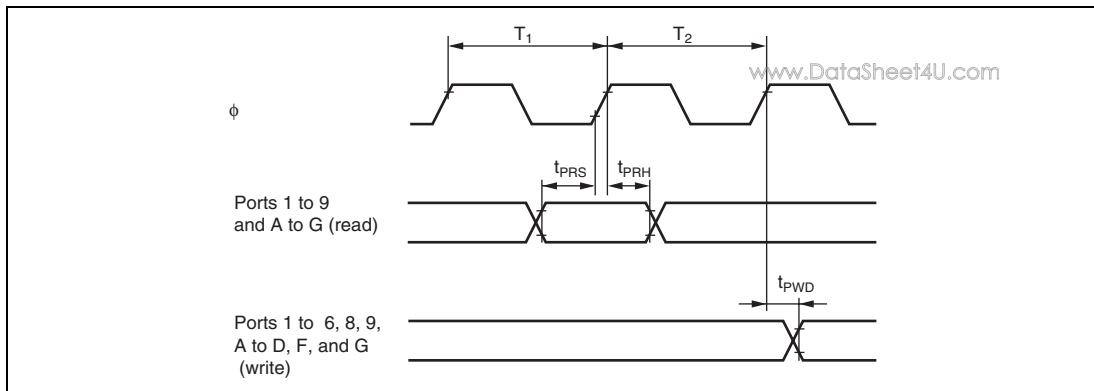 T1 T2
www.DataSheet4U.com
ϕ
tPRS tPRH
Ports 1 to 9
and A to G (read)
tPWD
Ports 1 to 6, 8, 9,
A to D, F, and G
(write)